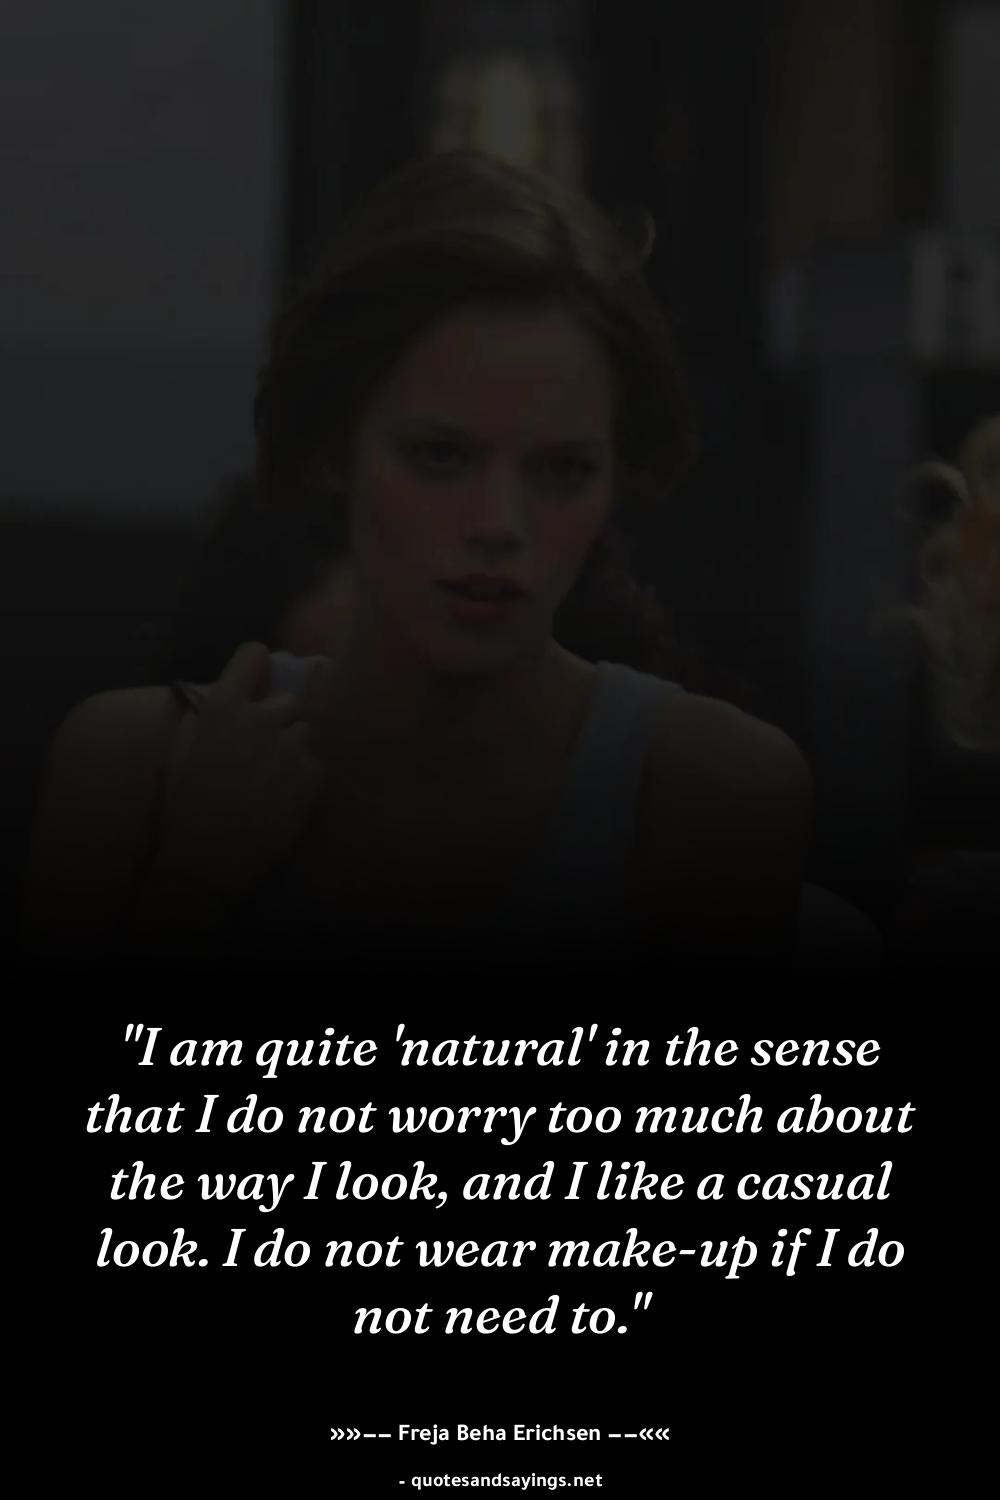 "I am quite 'natural' in the sense
that I do not worry too much about
the way I look, and I like a casual
look. I do not wear make-up if I do
not need to."
»»−− Freja Beha Erichsen −−««
- quotesandsayings.net